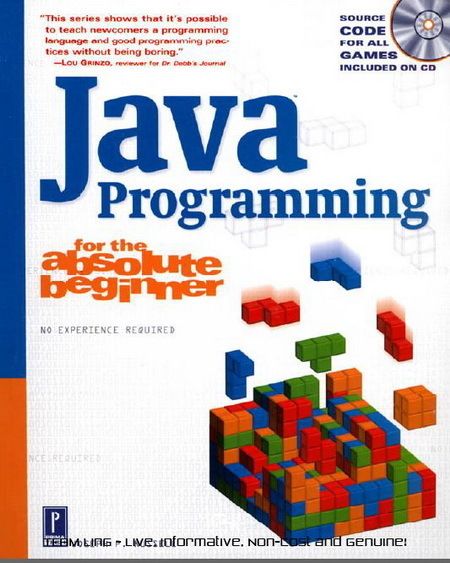 "This series shows that it's possible
to teach newcomers a programming
language and good programming prac-
tices without being boring."
—Lou Grinzo, reviewer for Dr. Dobb's Journal
SOURCE
CODE
FOR ALL
GAMES
INCLUDED ON CD
Java™
Programming
for the
absolute
beginner
NO EXPERIENCE REQUIRED
P
TEAM LING - Live, Informative, Non-cost and Genuine!